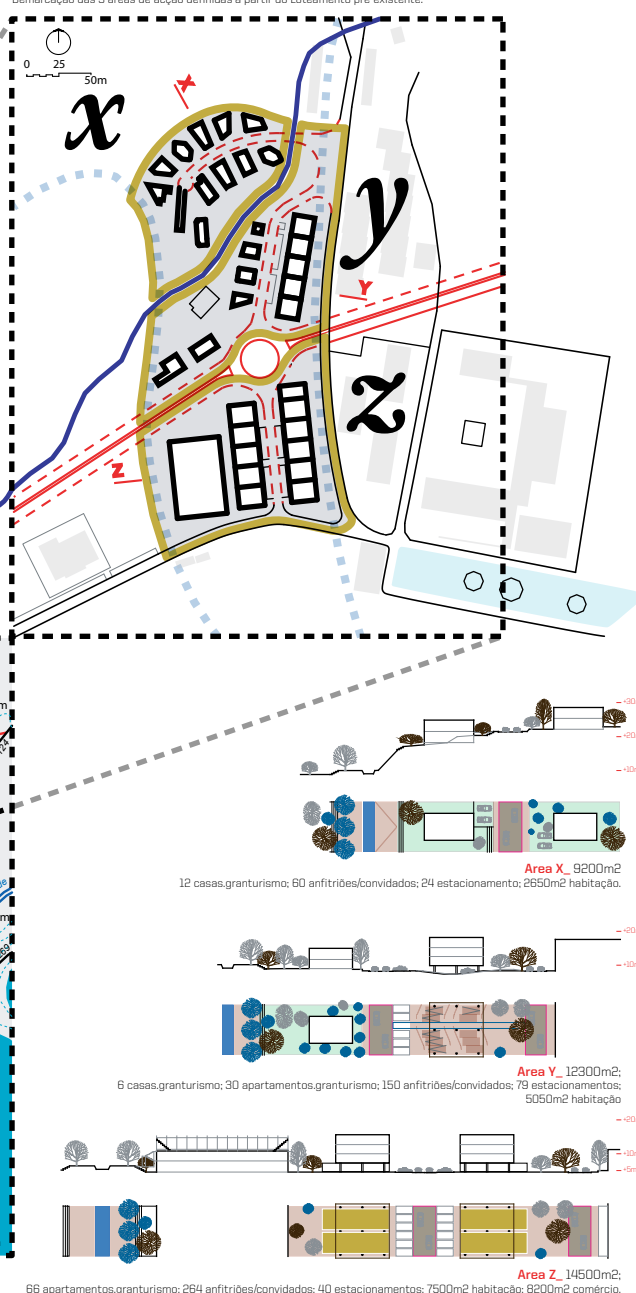 Demarcação das 3 áreas de acção definidas a partir do Loteamento pré existente.
0 25
50m
x
X
y
Y
z
Z
+30
+20
+10
Area X_ 9200m2
12 casas.granturismo; 60 anfitriões/convidados; 24 estacionamento; 2650m2 habitação.
+20
+10
Area Y_ 12300m2;
6 casas.granturismo; 30 apartamentos.granturismo; 150 anfitriões/convidados; 79 estacionamentos;
5050m2 habitação
+20
+10
+5m
Area Z_ 14500m2;
66 apartamentos.granturismo; 264 anfitriões/convidados; 40 estacionamentos; 7500m2 habitação; 8200m2 comércio.